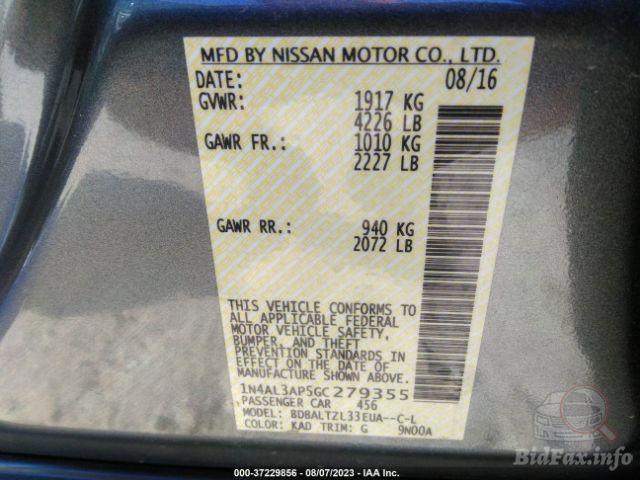 MFD BY NISSAN MOTOR CO., LTD.
DATE: 08/16
GVWR: 1917 KG
4226 LB
GAWR FR.: 1010 KG
2227 LB
GAWR RR.: 940 KG
2072 LB
THIS VEHICLE CONFORMS TO
ALL APPLICABLE FEDERAL
MOTOR VEHICLE SAFETY,
BUMPER, AND THEFT
PREVENTION STANDARDS IN
EFFECT ON THE DATE OF
MANUFACTURE SHOWN ABOVE.
1N4AL3AP5GC279355
PASSENGER CAR 456
MODEL: BDBALTZL33EUA--C-L
COLOR: KAD TRIM: G 9N00A
000-37229856 - 08/07/2023 - IAA Inc.
BidFax.info